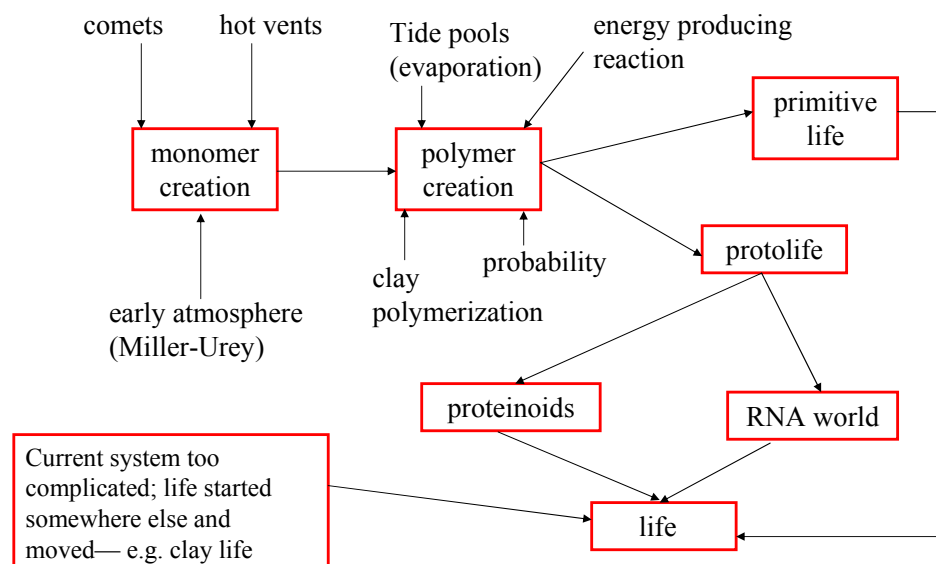 comets
hot vents
Tide pools
(evaporation)
energy producing
reaction
monomer
creation
polymer
creation
primitive
life
early atmosphere
(Miller-Urey)
clay
polymerization
probability
protolife
proteinoids
RNA world
Current system too
complicated; life started
somewhere else and
moved— e.g. clay life
life